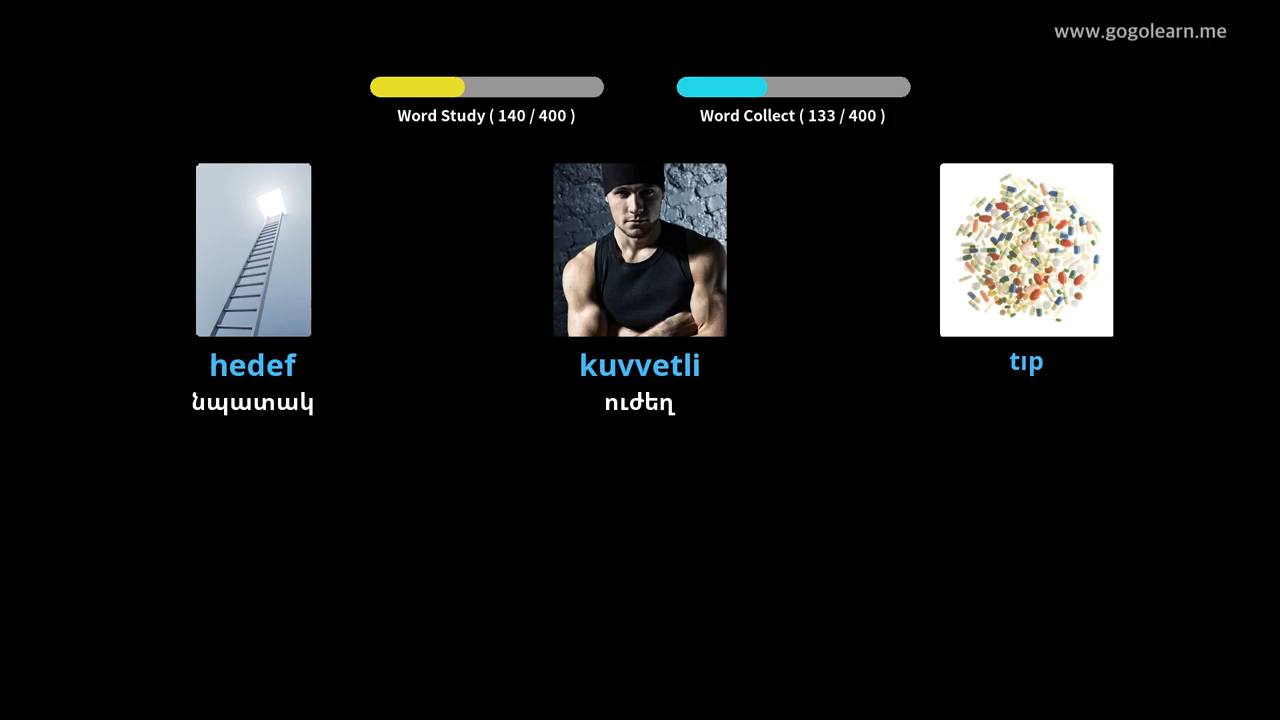 www.gogolearn.me
Word Study ( 140 / 400 )
Word Collect ( 133 / 400 )
hedef
նպատակ
kuvvetli
ուժեղ
tıp